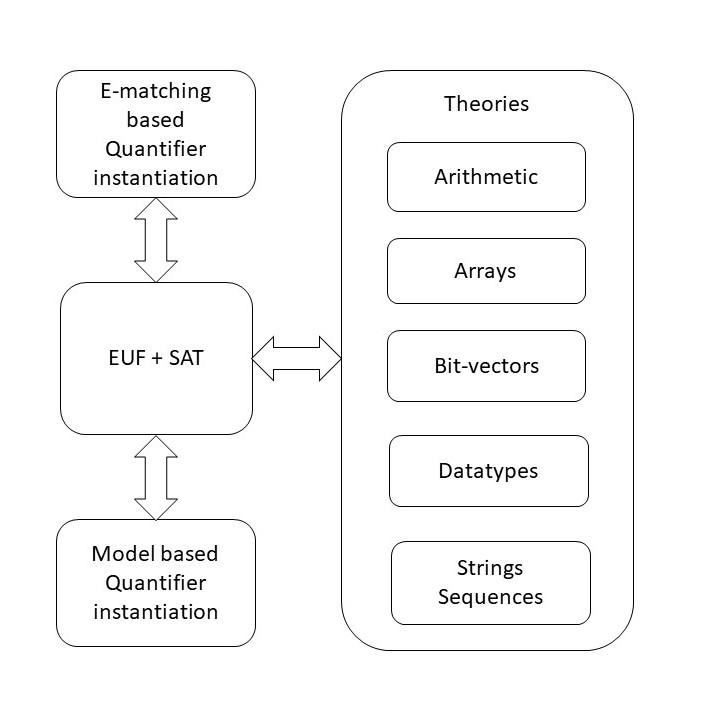 E-matching
based
Quantifier
instantiation
EUF + SAT
Model based
Quantifier
instantiation
Theories
Arithmetic
Arrays
Bit-vectors
Datatypes
Strings
Sequences